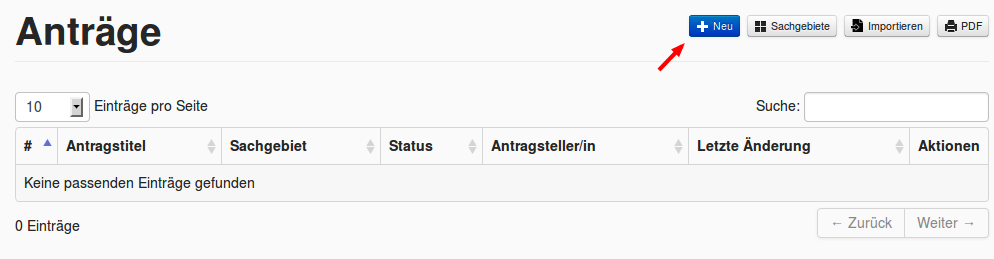 Anträge
Neu Sachgebiete Importieren PDF
10 Einträge pro Seite Suche:
# Antragstitel Sachgebiet Status Antragsteller/in Letzte Änderung Aktionen
Keine passenden Einträge gefunden
0 Einträge
← Zurück Weiter →